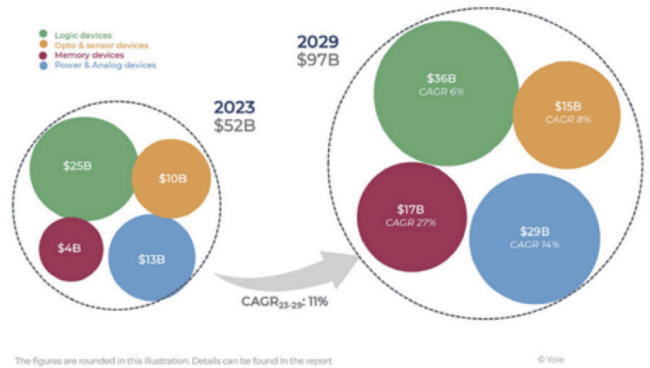 Logic devices
Opto & sensor devices
Memory devices
Power & Analog devices
2023
$52B
$25B
$10B
$4B
$13B
CAGR23-29: 11%
2029
$97B
$36B
CAGR 6%
$15B
CAGR 8%
$17B
CAGR 27%
$29B
CAGR 14%
The figures are rounded in this illustration. Details can be found in the report
© Yole